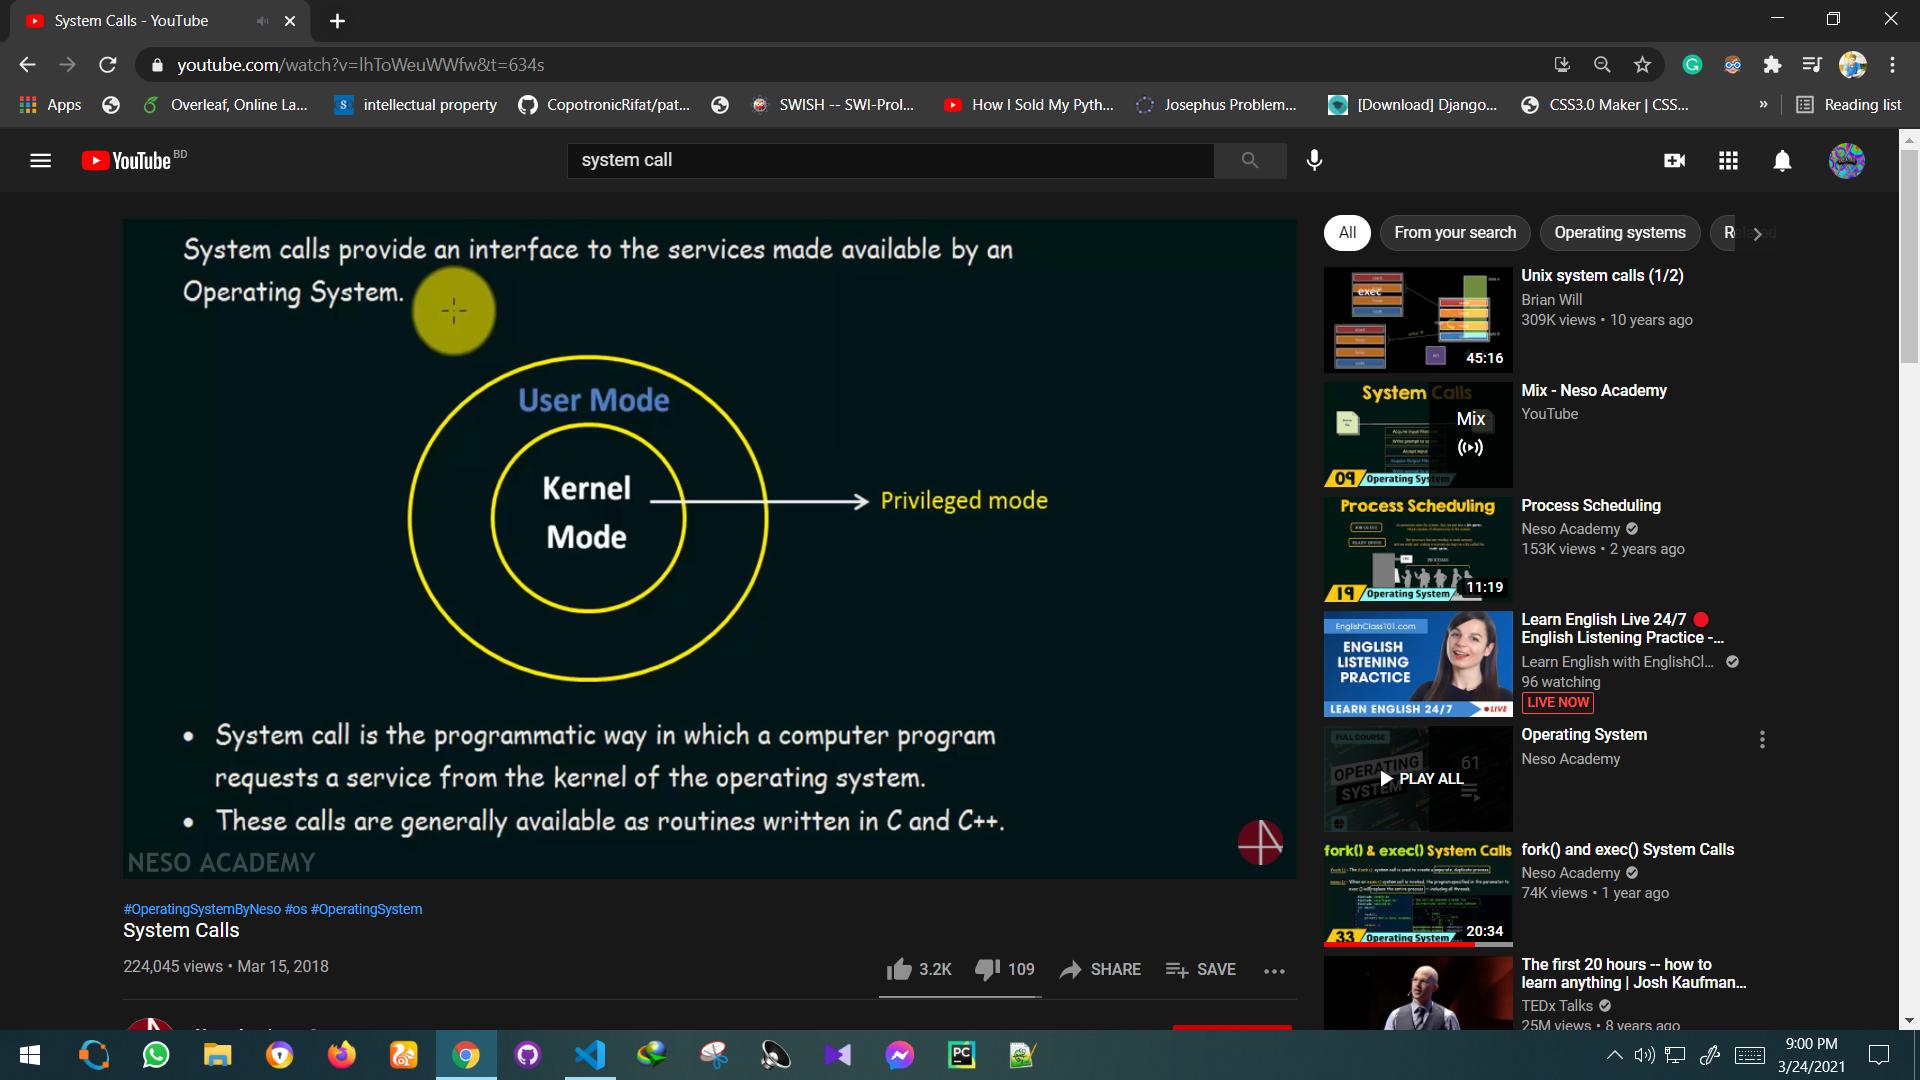 System Calls - YouTube
youtube.com/watch?v=lhToWeuWWfw&t=634s
Apps
Overleaf, Online La...
intellectual property
CopotronicRifat/pat...
SWISH -- SWI-Prol...
How I Sold My Pyth...
Josephus Problem...
[Download] Django...
CSS3.0 Maker | CSS...
»
Reading list
YouTube BD
system call
System calls provide an interface to the services made available by an
Operating System.
User Mode
Kernel
Mode
Privileged mode
• System call is the programmatic way in which a computer program
requests a service from the kernel of the operating system.
• These calls are generally available as routines written in C and C++.
NESO ACADEMY
#OperatingSystemByNeso #os #OperatingSystem
System Calls
224,045 views • Mar 15, 2018
3.2K
109
SHARE
SAVE
All
From your search
Operating systems
exec
45:16
Unix system calls (1/2)
Brian Will
309K views • 10 years ago
System Calls
Mix
09 Operating System
Mix - Neso Academy
YouTube
Process Scheduling
19 Operating System
11:19
Process Scheduling
Neso Academy
153K views • 2 years ago
EnglishClass101.com
ENGLISH
LISTENING
PRACTICE
LEARN ENGLISH 24/7
LIVE
Learn English Live 24/7
English Listening Practice -...
Learn English with EnglishCl...
96 watching
LIVE NOW
FULL COURSE
OPERATING
SYSTEM
61
PLAY ALL
Operating System
Neso Academy
fork() & exec() System Calls
33 Operating System
20:34
fork() and exec() System Calls
Neso Academy
74K views • 1 year ago
The first 20 hours -- how to
learn anything | Josh Kaufman...
TEDx Talks
25M views • 8 years ago
PC
9:00 PM
3/24/2021